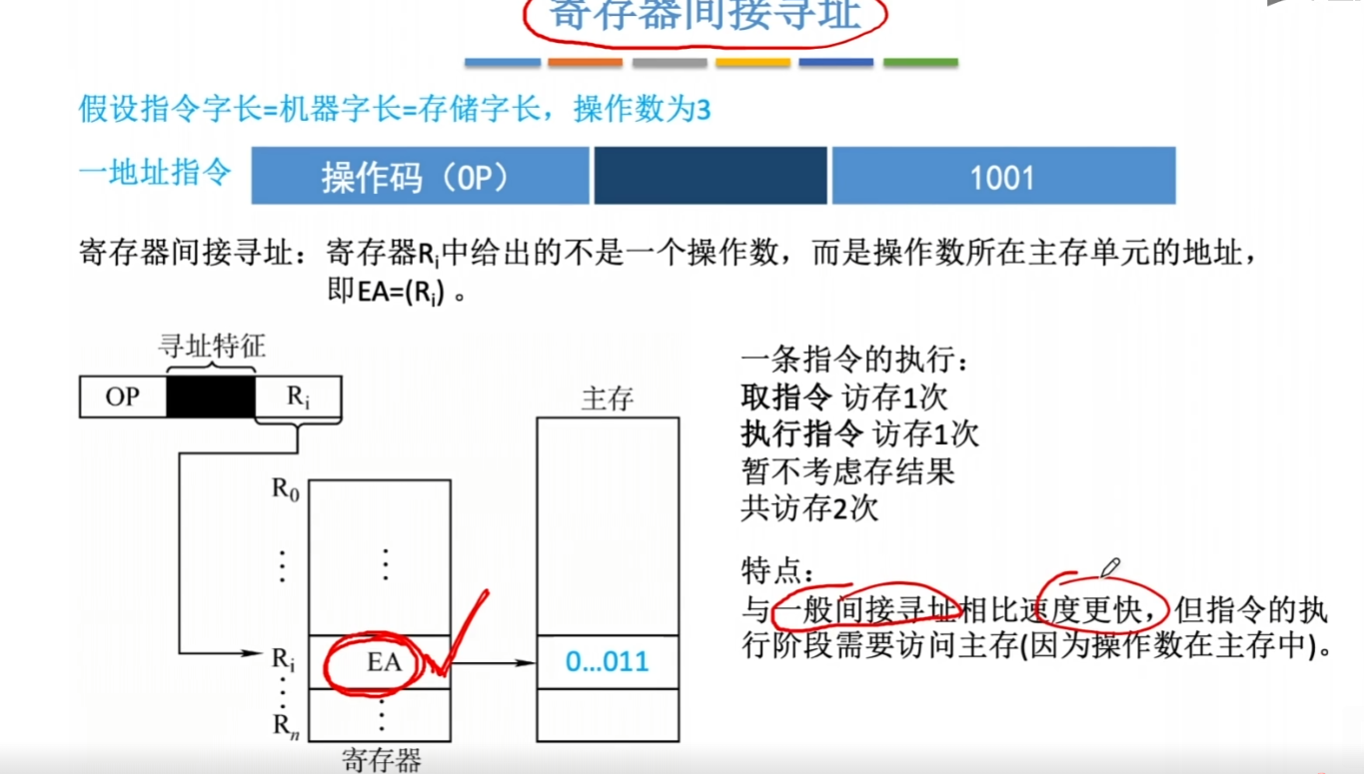 寄存器间接寻址
假设指令字长=机器字长=存储字长，操作数为3
一地址指令 操作码（OP） 1001
寄存器间接寻址：寄存器Ri中给出的不是一个操作数，而是操作数所在主存单元的地址，
即EA=(Ri) 。
寻址特征
OP Ri
主存
R0
⋮ ⋮
Ri EA 0...011
⋮
Rn ⋮
寄存器
一条指令的执行：
取指令 访存1次
执行指令 访存1次
暂不考虑存结果
共访存2次
特点：
与一般间接寻址相比速度更快，但指令的执
行阶段需要访问主存(因为操作数在主存中)。